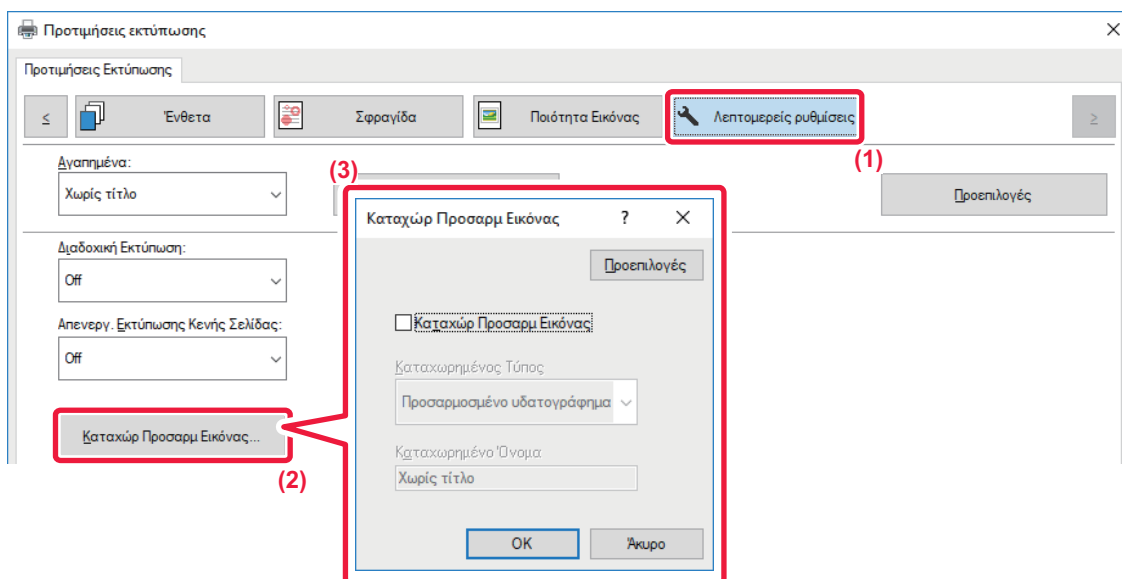 Προτιμήσεις εκτύπωσης
Προτιμήσεις Εκτύπωσης
<
Ένθετα
Σφραγίδα
Ποιότητα Εικόνας
Λεπτομερείς ρυθμίσεις
>
(1)
Αγαπημένα:
Χωρίς τίτλο
(3)
Προεπιλογές
Διαδοχική Εκτύπωση:
Off
Απενεργ. Εκτύπωσης Κενής Σελίδας:
Off
Καταχώρ Προσαρμ Εικόνας...
(2)
Καταχώρ Προσαρμ Εικόνας
?
Προεπιλογές
Καταχώρ Προσαρμ Εικόνας
Καταχωρημένος Τύπος
Προσαρμοσμένο υδατογράφημα
Καταχωρημένο Όνομα
Χωρίς τίτλο
OK
Άκυρο